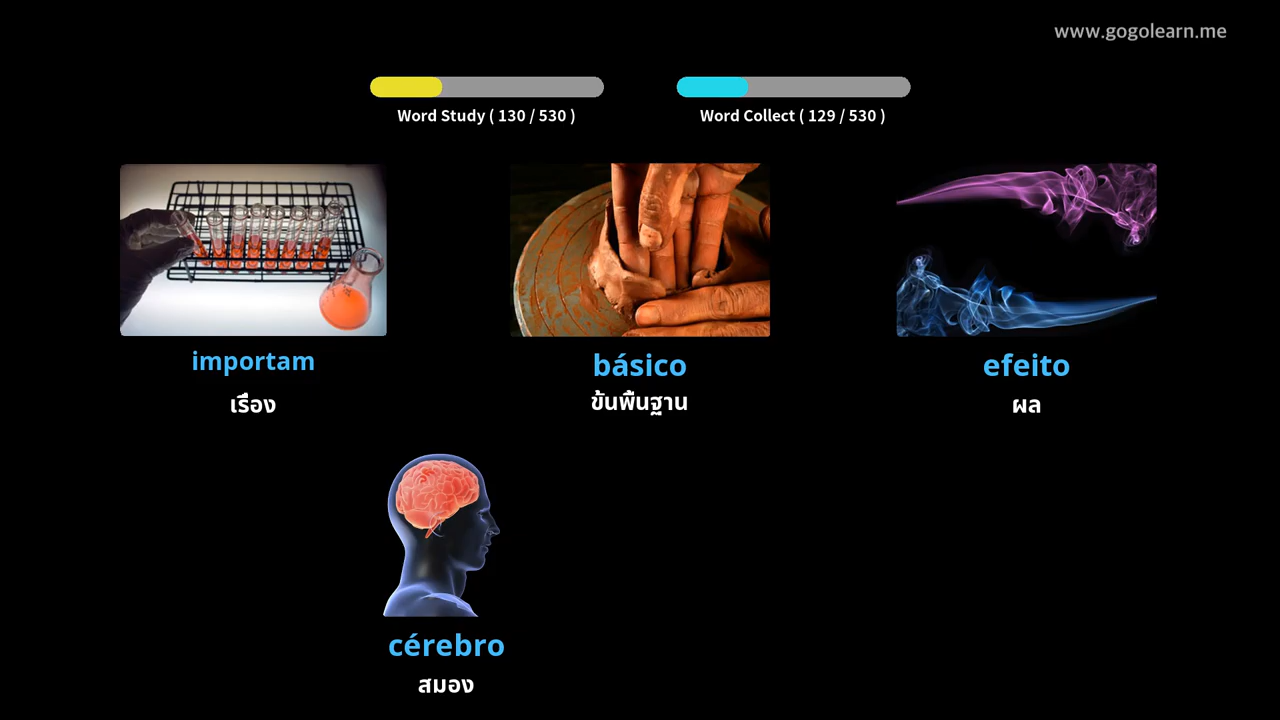 www.gogolearn.me
Word Study ( 130 / 530 )
Word Collect ( 129 / 530 )
importam
เรื่อง
básico
ขั้นพื้นฐาน
efeito
ผล
cérebro
สมอง